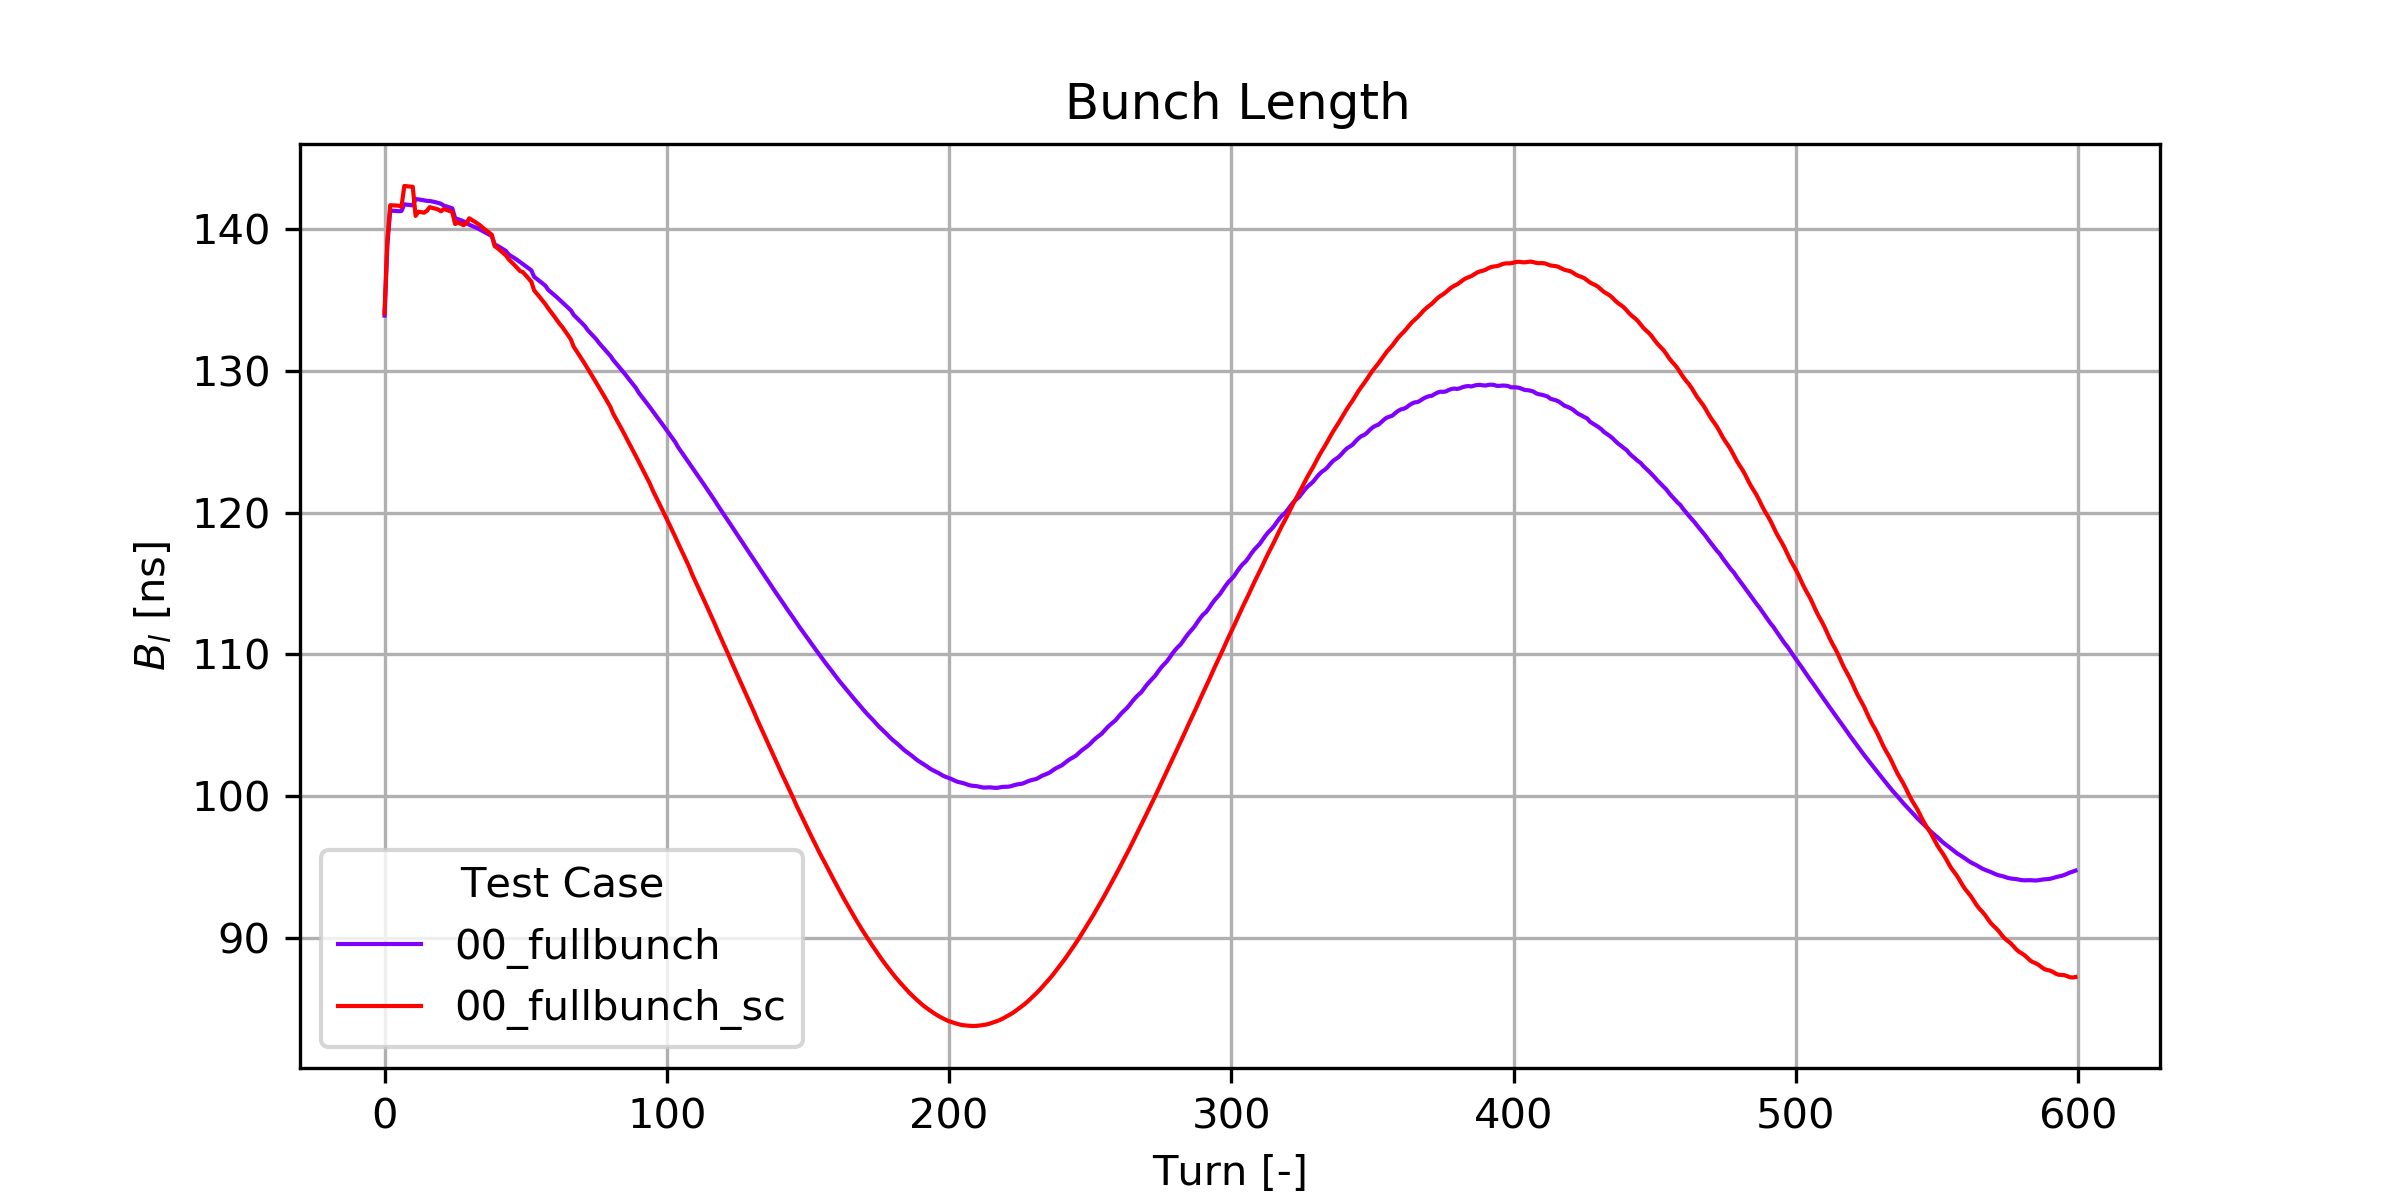 Bunch Length
140
130
120
110
100
90
B_l [ns]
Test Case
00_fullbunch
00_fullbunch_sc
0 100 200 300 400 500 600
Turn [-]